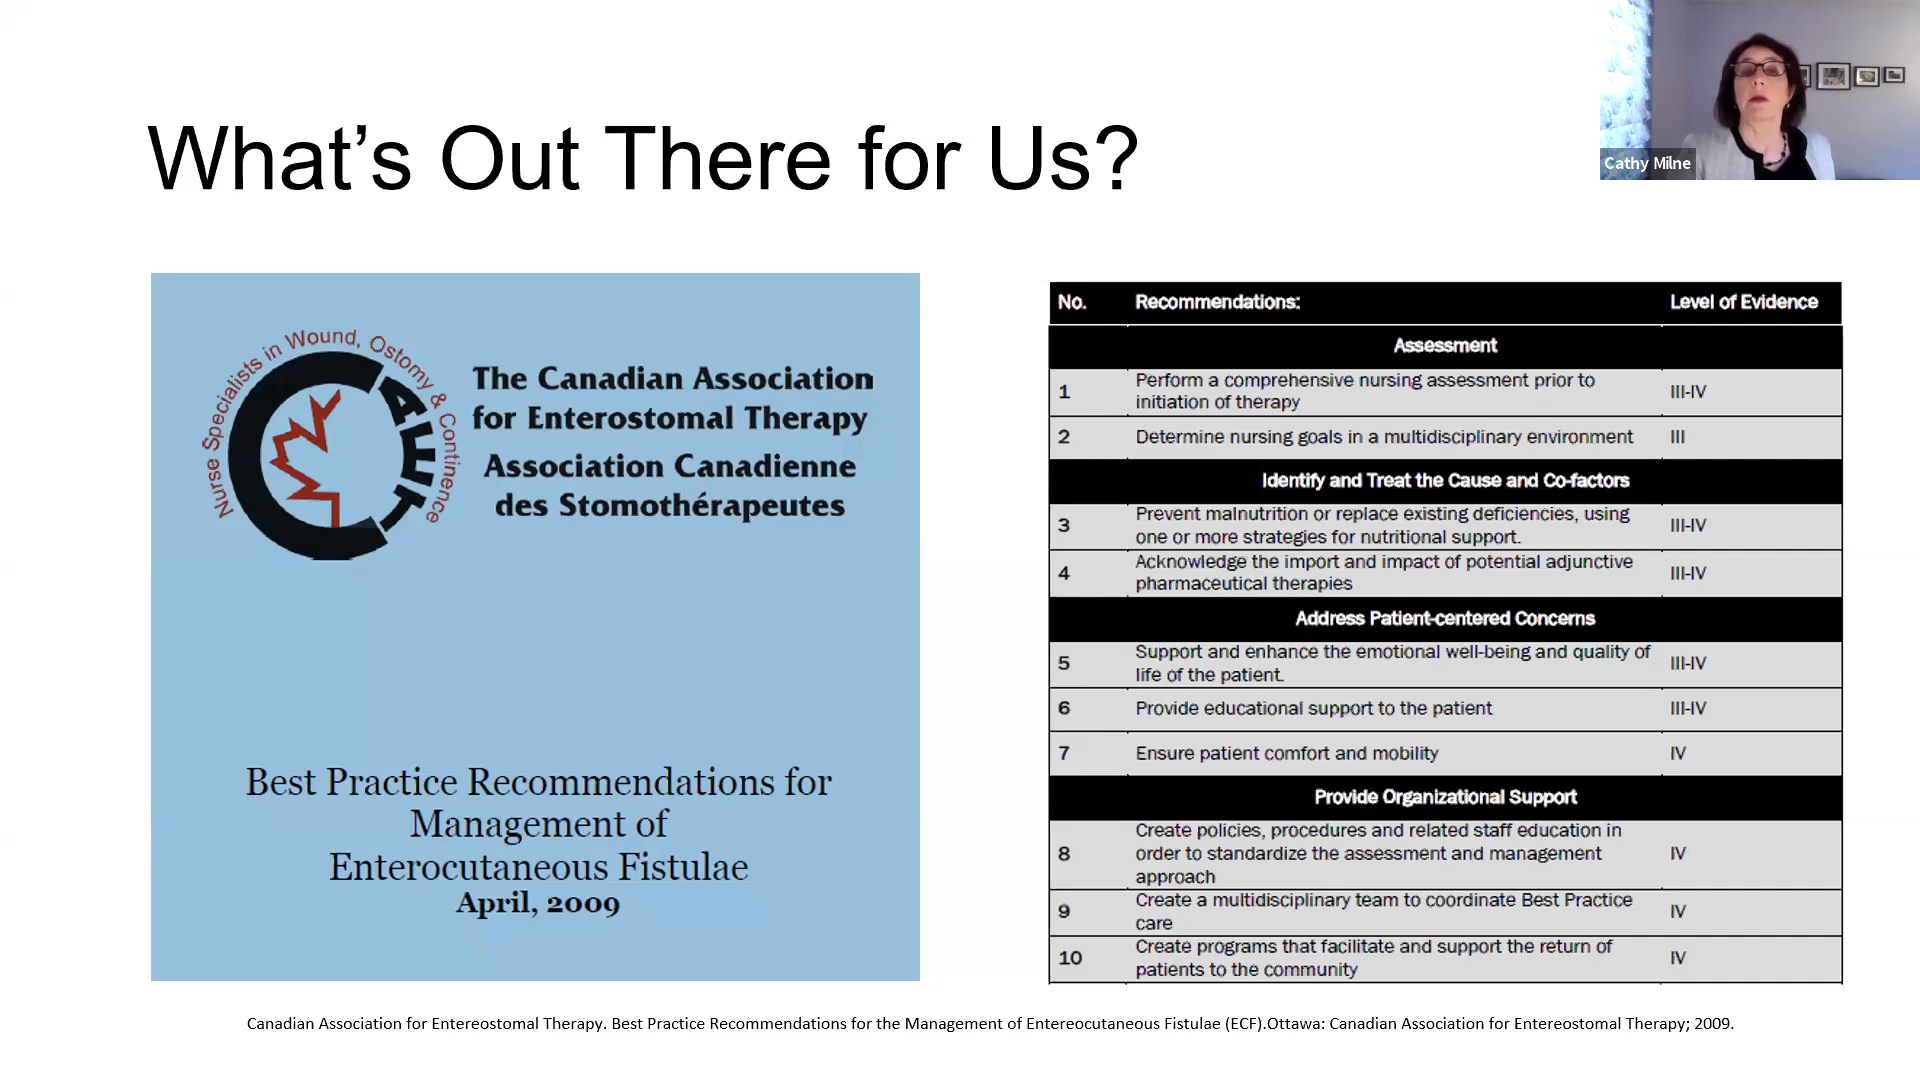 What's Out There for Us?
Cathy Milne
Nurse Specialists in Wound, Ostomy & Continence
CAET
The Canadian Association
for Enterostomal Therapy
Association Canadienne
des Stomothérapeutes
Best Practice Recommendations for
Management of
Enterocutaneous Fistulae
April, 2009
No. Recommendations: Level of Evidence
Assessment
1 Perform a comprehensive nursing assessment prior to
initiation of therapy III-IV
2 Determine nursing goals in a multidisciplinary environment III
Identify and Treat the Cause and Co-factors
3 Prevent malnutrition or replace existing deficiencies, using
one or more strategies for nutritional support. III-IV
4 Acknowledge the import and impact of potential adjunctive
pharmaceutical therapies III-IV
Address Patient-centered Concerns
5 Support and enhance the emotional well-being and quality of
life of the patient. III-IV
6 Provide educational support to the patient III-IV
7 Ensure patient comfort and mobility IV
Provide Organizational Support
8 Create policies, procedures and related staff education in
order to standardize the assessment and management
approach IV
9 Create a multidisciplinary team to coordinate Best Practice
care IV
10 Create programs that facilitate and support the return of
patients to the community IV
Canadian Association for Entereostomal Therapy. Best Practice Recommendations for the Management of Entereocutaneous Fistulae (ECF).Ottawa: Canadian Association for Entereostomal Therapy; 2009.